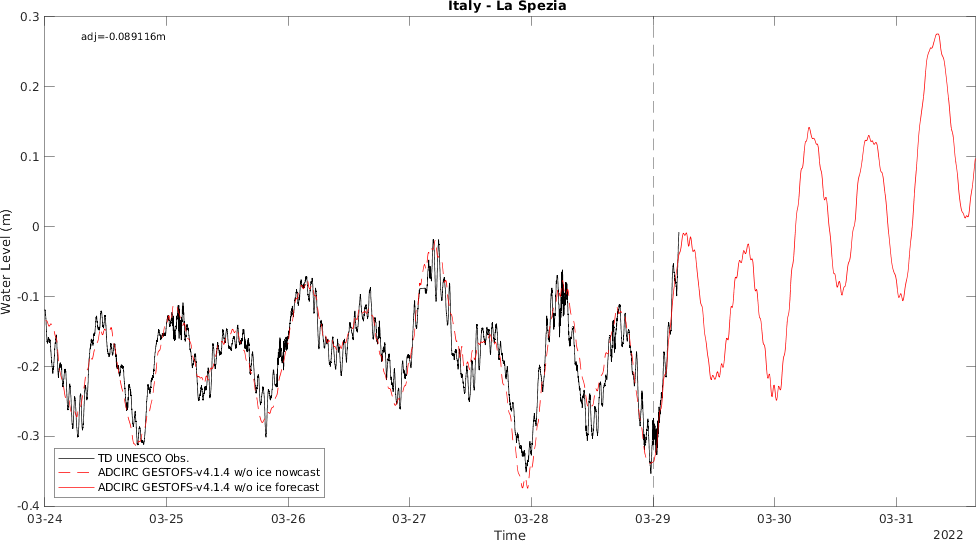 Italy - La Spezia
adj=-0.089116m
0.3
0.2
0.1
0
-0.1
-0.2
-0.3
-0.4
Water Level (m)
TD UNESCO Obs.
ADCIRC GESTOFS-v4.1.4 w/o ice nowcast
ADCIRC GESTOFS-v4.1.4 w/o ice forecast
03-24 03-25 03-26 03-27 03-28 03-29 03-30 03-31
Time
2022